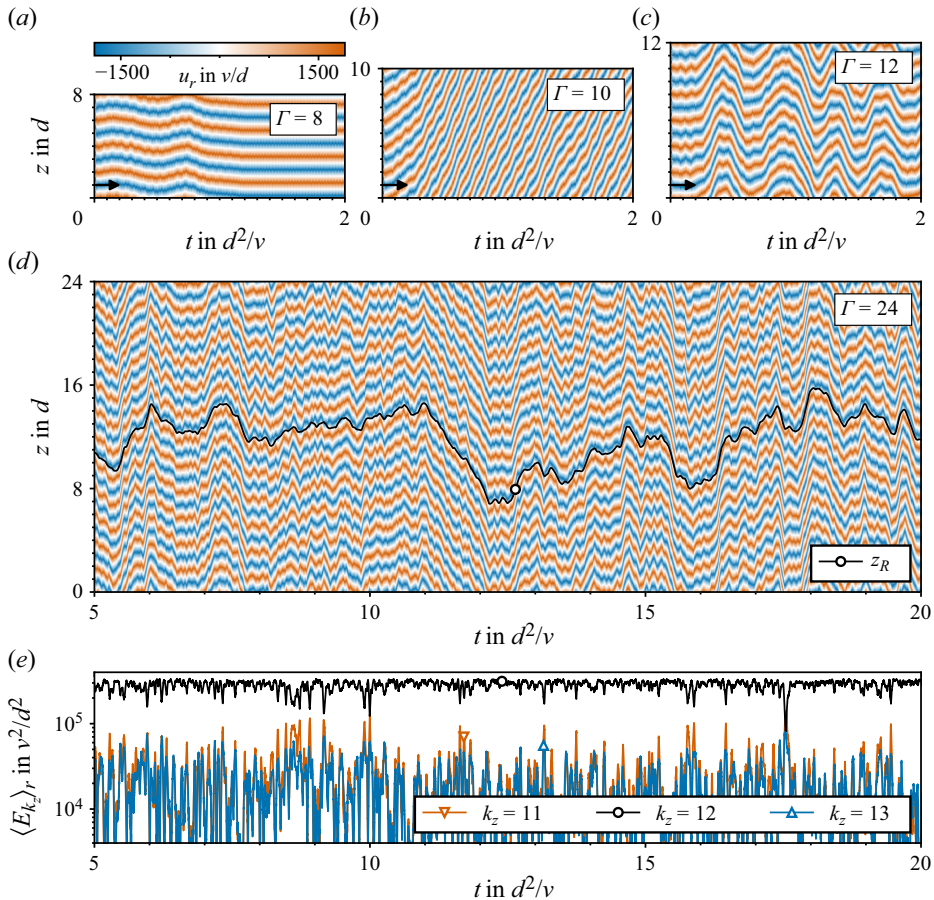 (a)
(b)
(c)
−1500 u_r in ν/d 1500
8
Γ = 8
z in d
0
2
t in d²/ν
10
Γ = 10
0
2
t in d²/ν
12
Γ = 12
0
2
t in d²/ν
(d)
24
16
8
0
z in d
Γ = 24
z_R
5 10 15 20
t in d²/ν
(e)
10⁵
10⁴
⟨E_{k_z}⟩_r in ν²/d²
k_z = 11 k_z = 12 k_z = 13
5 10 15 20
t in d²/ν